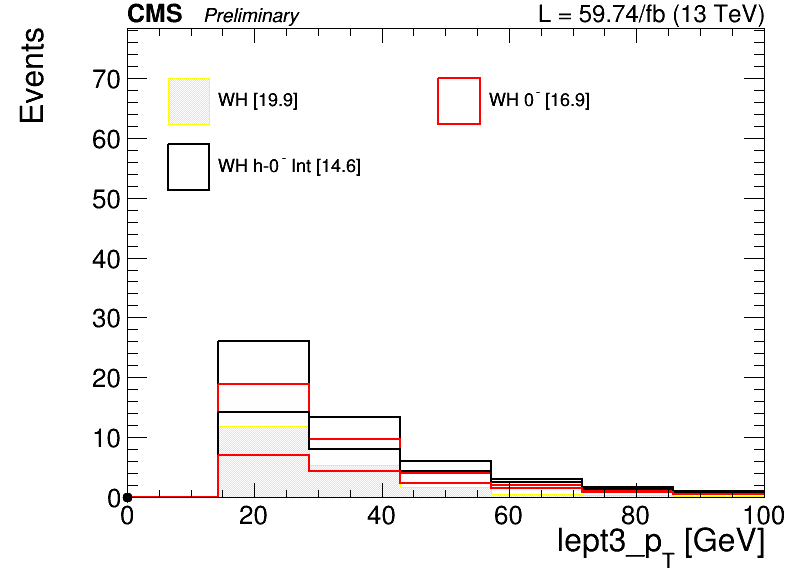 CMS Preliminary L = 59.74/fb (13 TeV)
Events
70
60
50
40
30
20
10
0
WH [19.9]
WH 0⁻ [16.9]
WH h-0⁻ Int [14.6]
0 20 40 60 80 100
lept3_p_T [GeV]